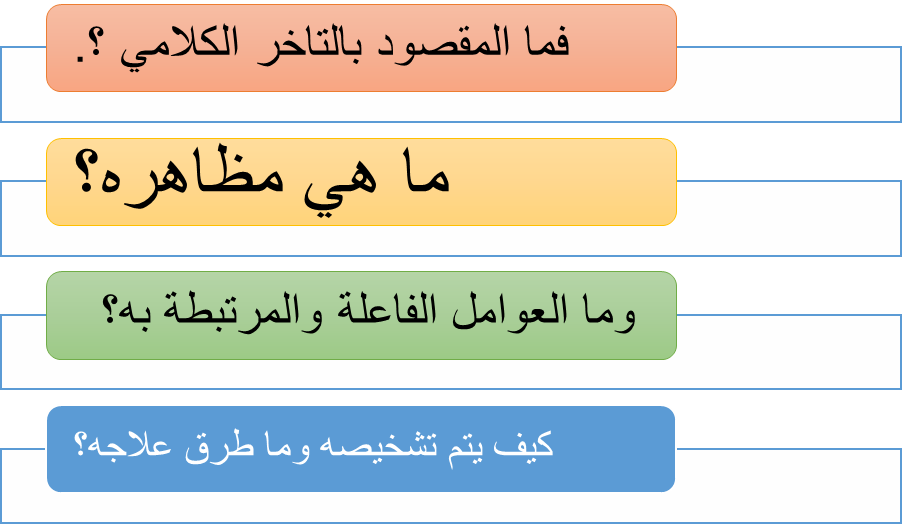 فما المقصود بالتاخر الكلامي ؟.
ما هي مظاهره؟
وما العوامل الفاعلة والمرتبطة به؟
كيف يتم تشخيصه وما طرق علاجه؟